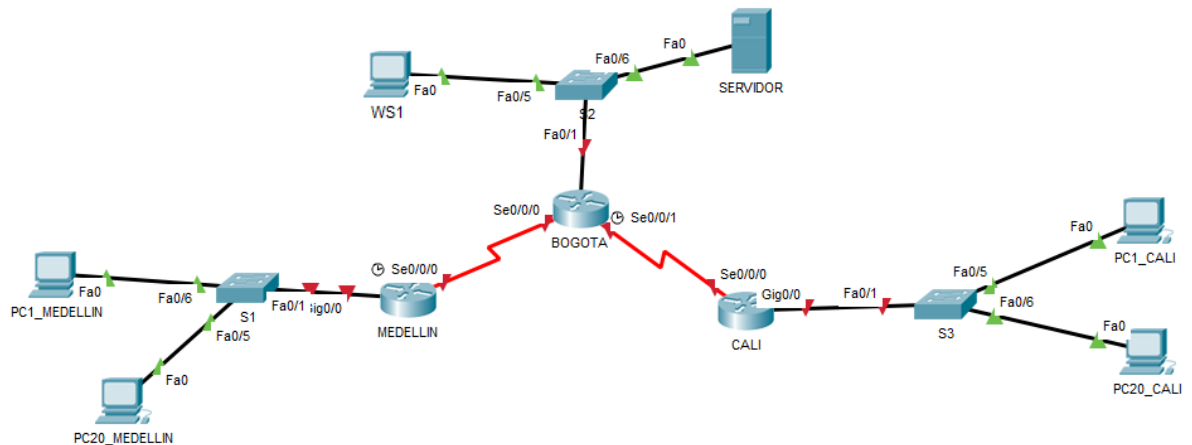 Fa0
WS1
Fa0/5
Fa0/6
Fa0
SERVIDOR
S2
Fa0/1
Se0/0/0
Se0/0/1
BOGOTA
Se0/0/0
Fa0
PC1_MEDELLIN
Fa0/6
Fa0/1
Gig0/0
S1
Fa0/5
MEDELLIN
Fa0
PC20_MEDELLIN
Se0/0/0
Gig0/0
Fa0/1
CALI
S3
Fa0/5
Fa0
PC1_CALI
Fa0/6
Fa0
PC20_CALI